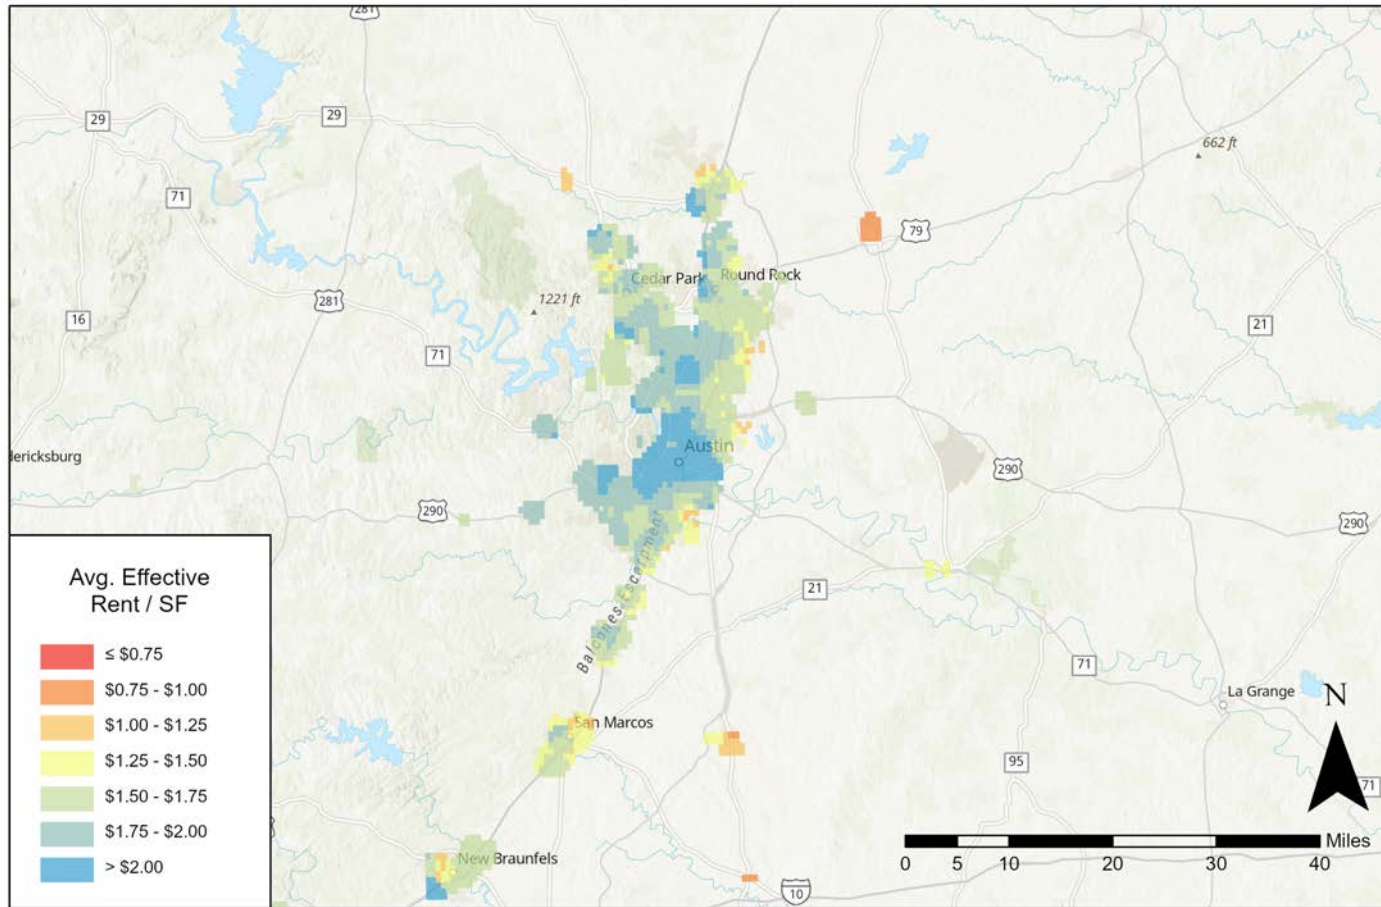 281
29
29
662 ft
71
79
Cedar Park
Round Rock
1221 ft
281
16
21
71
Austin
dericksburg
290
290
290
Balcones Escarpment
21
71
La Grange
N
San Marcos
95
71
New Braunfels
10
Miles
0
5
10
20
30
40
Avg. Effective
Rent / SF
≤ $0.75
$0.75 - $1.00
$1.00 - $1.25
$1.25 - $1.50
$1.50 - $1.75
$1.75 - $2.00
> $2.00